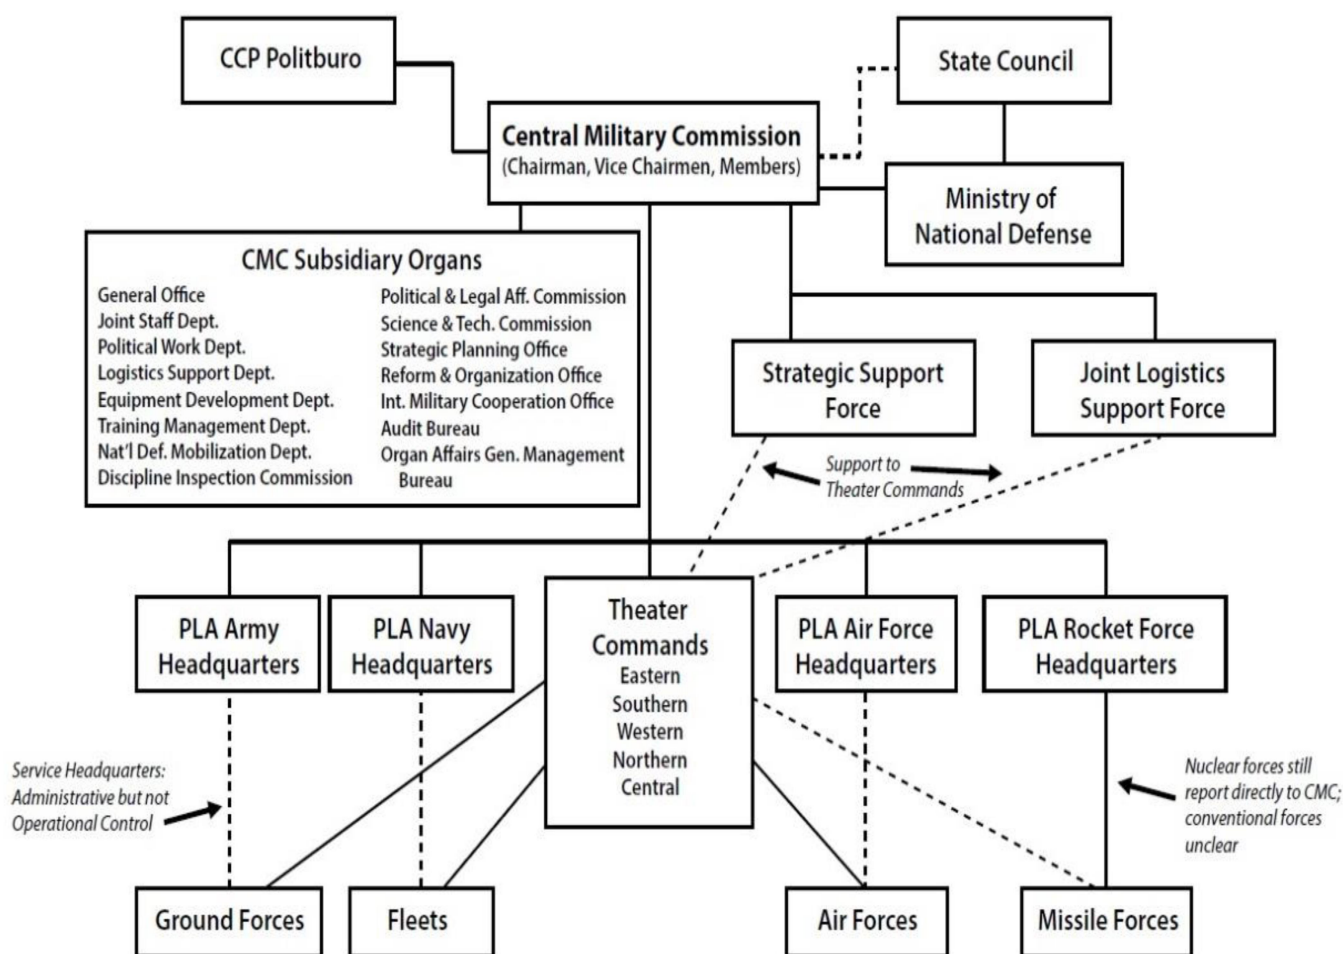 CCP Politburo
State Council
Central Military Commission
(Chairman, Vice Chairmen, Members)
Ministry of
National Defense
CMC Subsidiary Organs
General Office
Joint Staff Dept.
Political Work Dept.
Logistics Support Dept.
Equipment Development Dept.
Training Management Dept.
Nat'l Def. Mobilization Dept.
Discipline Inspection Commission
Political & Legal Aff. Commission
Science & Tech. Commission
Strategic Planning Office
Reform & Organization Office
Int. Military Cooperation Office
Audit Bureau
Organ Affairs Gen. Management
Bureau
Strategic Support
Force
Joint Logistics
Support Force
Support to
Theater Commands
PLA Army
Headquarters
PLA Navy
Headquarters
Theater
Commands
Eastern
Southern
Western
Northern
Central
PLA Air Force
Headquarters
PLA Rocket Force
Headquarters
Service Headquarters:
Administrative but not
Operational Control
Nuclear forces still
report directly to CMC;
conventional forces
unclear
Ground Forces
Fleets
Air Forces
Missile Forces